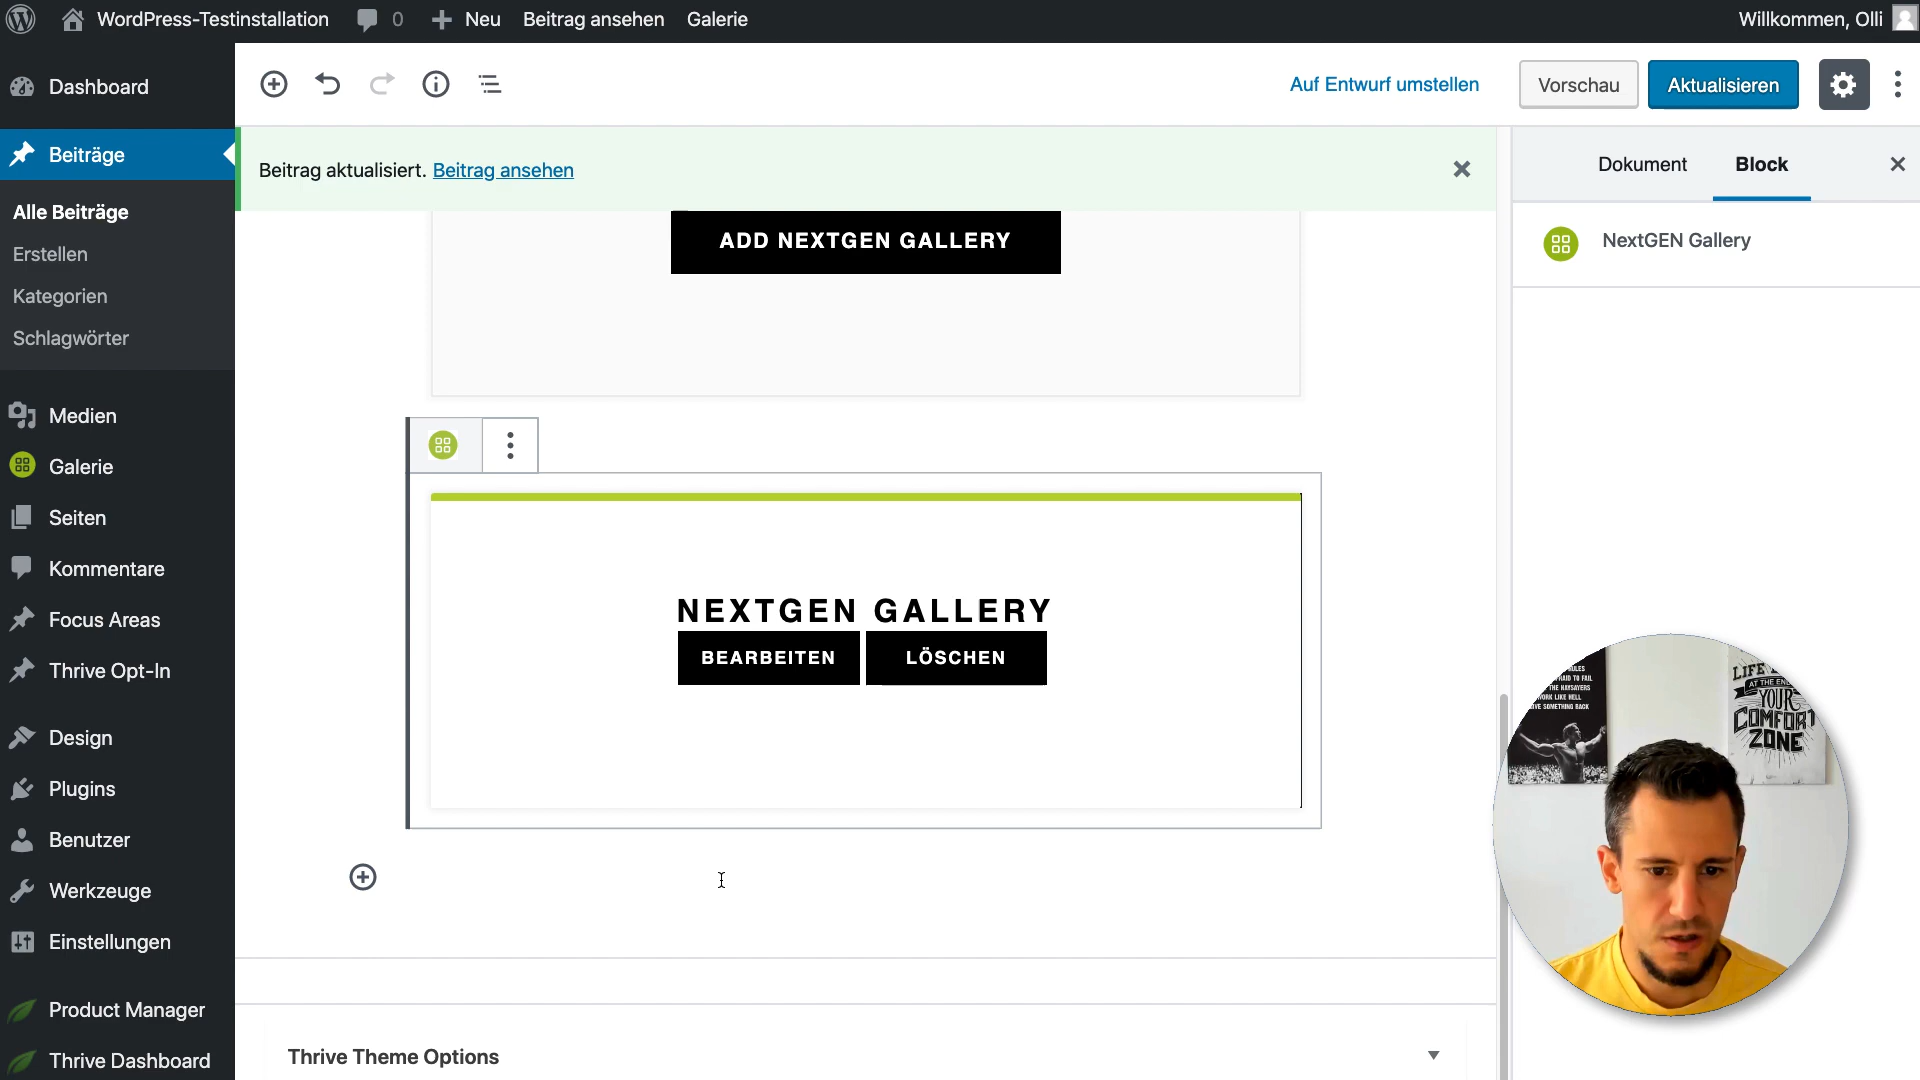 WordPress-Testinstallation 0 Neu Beitrag ansehen Galerie Willkommen, Olli
Dashboard
Beiträge
Alle Beiträge
Erstellen
Kategorien
Schlagwörter
Medien
Galerie
Seiten
Kommentare
Focus Areas
Thrive Opt-In
Design
Plugins
Benutzer
Werkzeuge
Einstellungen
Product Manager
Thrive Dashboard
Auf Entwurf umstellen Vorschau Aktualisieren
Beitrag aktualisiert. Beitrag ansehen
ADD NEXTGEN GALLERY
NEXTGEN GALLERY
BEARBEITEN LÖSCHEN
Thrive Theme Options
Dokument Block
NextGEN Gallery
LIFE
AT THE END
YOUR
COMFORT
ZONE